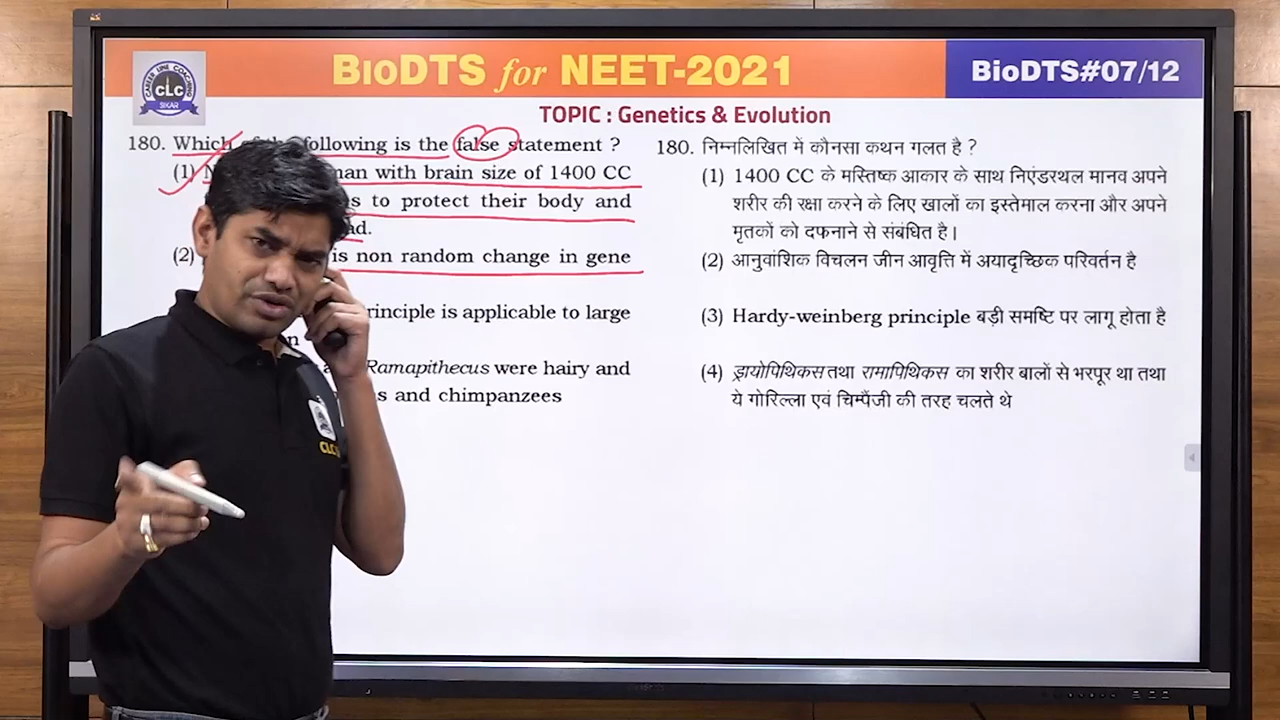 BIODTS for NEET-2021
BIODTS#07/12
CAREER LINE COACHING
CLC
SIKAR
TOPIC : Genetics & Evolution
180. Which of the following is the false statement ?
(1) man with brain size of 1400 CC
to protect their body and
(2) is non random change in gene
is applicable to large
Ramapithecus were hairy and
and chimpanzees
180. निम्नलिखित में कौनसा कथन गलत है ?
(1) 1400 CC के मस्तिष्क आकार के साथ निएंडरथल मानव अपने
शरीर की रक्षा करने के लिए खालों का इस्तेमाल करना और अपने
मृतकों को दफनाने से संबंधित है।
(2) आनुवांशिक विचलन जीन आवृत्ति में अयादृच्छिक परिवर्तन है
(3) Hardy-weinberg principle बड़ी समष्टि पर लागू होता है
(4) ड्रायोपिथिकस तथा रामापिथिकस का शरीर बालों से भरपूर था तथा
ये गोरिल्ला एवं चिम्पैंजी की तरह चलते थे
CLC